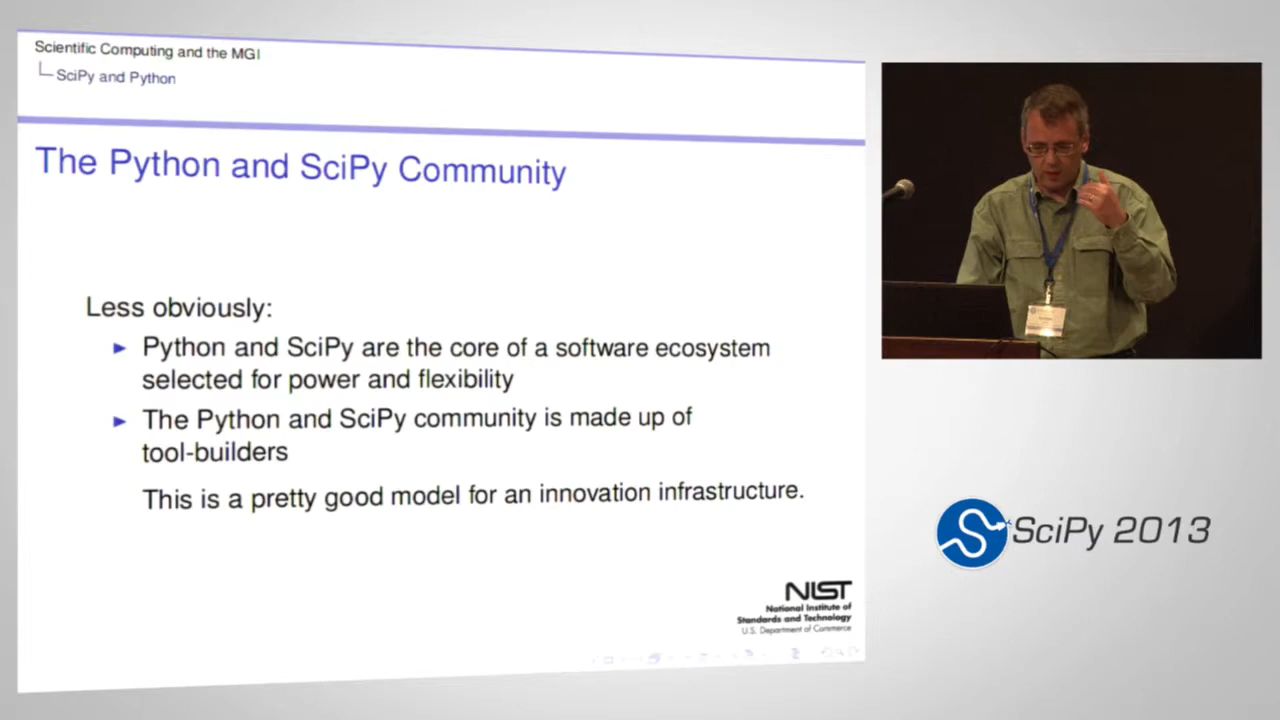 Scientific Computing and the MGI
SciPy and Python
The Python and SciPy Community
Less obviously:
Python and SciPy are the core of a software ecosystem
selected for power and flexibility
The Python and SciPy community is made up of
tool-builders
This is a pretty good model for an innovation infrastructure.
NIST
National Institute of
Standards and Technology
U.S. Department of Commerce
SciPy 2013